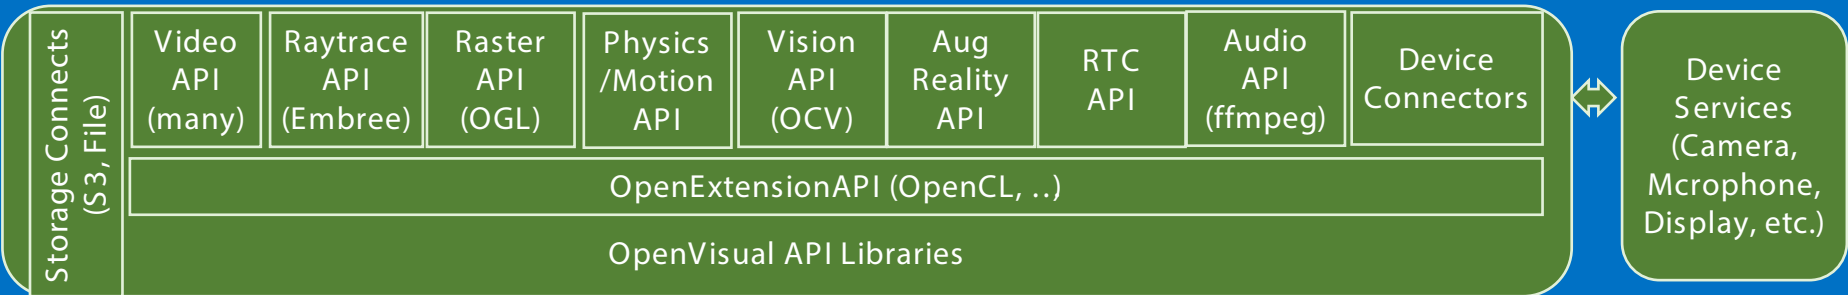 Storage Connects
(S3, File)
Video
API
(many)
Raytrace
API
(Embree)
Raster
API
(OGL)
Physics
/Motion
API
Vision
API
(OCV)
Aug
Reality
API
RTC
API
Audio
API
(ffmpeg)
Device
Connectors
OpenExtensionAPI (OpenCL, ...)
OpenVisual API Libraries
Device
Services
(Camera,
Mcrophone,
Display, etc.)